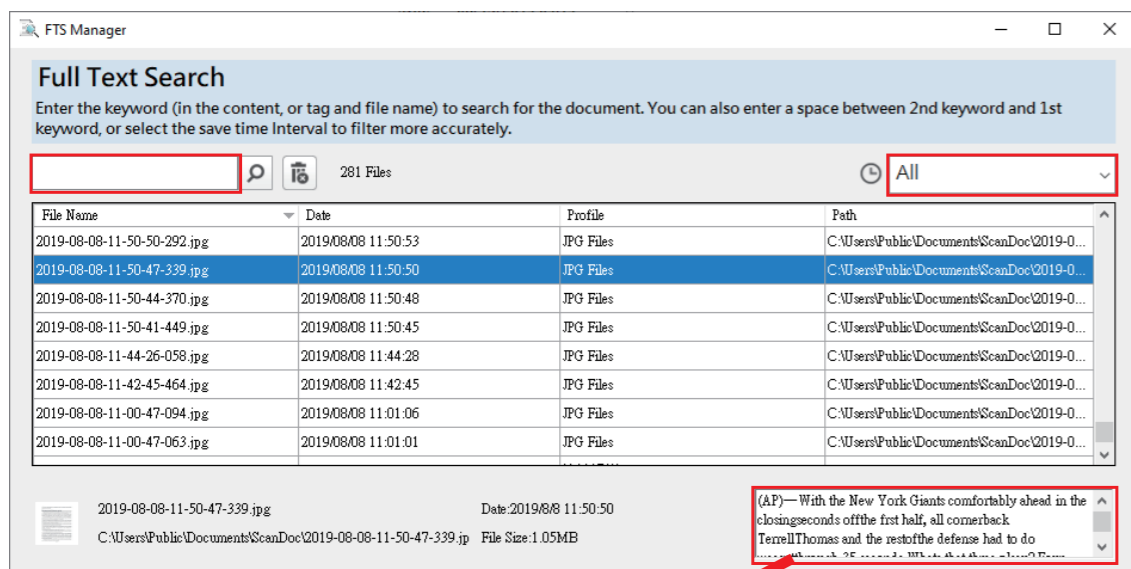 FTS Manager
Full Text Search
Enter the keyword (in the content, or tag and file name) to search for the document. You can also enter a space between 2nd keyword and 1st
keyword, or select the save time Interval to filter more accurately.
281 Files
All
File Name Date Profile Path
2019-08-08-11-50-50-292.jpg 2019/08/08 11:50:53 JPG Files C:\Users\Public\Documents\ScanDoc\2019-0...
2019-08-08-11-50-47-339.jpg 2019/08/08 11:50:50 JPG Files C:\Users\Public\Documents\ScanDoc\2019-0...
2019-08-08-11-50-44-370.jpg 2019/08/08 11:50:48 JPG Files C:\Users\Public\Documents\ScanDoc\2019-0...
2019-08-08-11-50-41-449.jpg 2019/08/08 11:50:45 JPG Files C:\Users\Public\Documents\ScanDoc\2019-0...
2019-08-08-11-44-26-058.jpg 2019/08/08 11:44:28 JPG Files C:\Users\Public\Documents\ScanDoc\2019-0...
2019-08-08-11-42-45-464.jpg 2019/08/08 11:42:45 JPG Files C:\Users\Public\Documents\ScanDoc\2019-0...
2019-08-08-11-00-47-094.jpg 2019/08/08 11:01:06 JPG Files C:\Users\Public\Documents\ScanDoc\2019-0...
2019-08-08-11-00-47-063.jpg 2019/08/08 11:01:01 JPG Files C:\Users\Public\Documents\ScanDoc\2019-0...
2019-08-08-11-50-47-339.jpg Date:2019/8/8 11:50:50
C:\Users\Public\Documents\ScanDoc\2019-08-08-11-50-47-339.jp File Size:1.05MB
(AP)—With the New York Giants comfortably ahead in the
closingseconds offthe frst half, all cornerback
TerrellThomas and the restofthe defense had to do